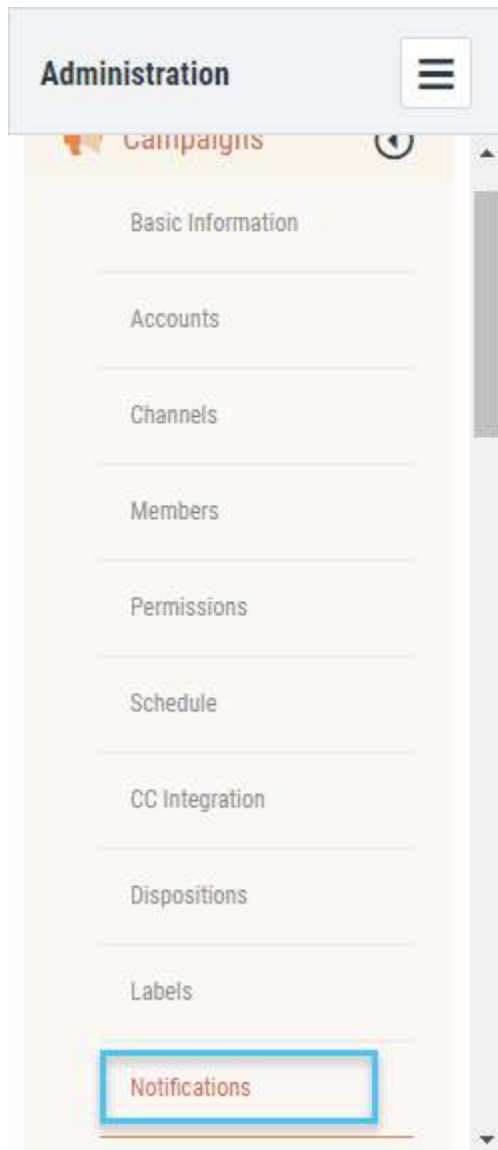 Administration
Campaigns
Basic Information
Accounts
Channels
Members
Permissions
Schedule
CC Integration
Dispositions
Labels
Notifications